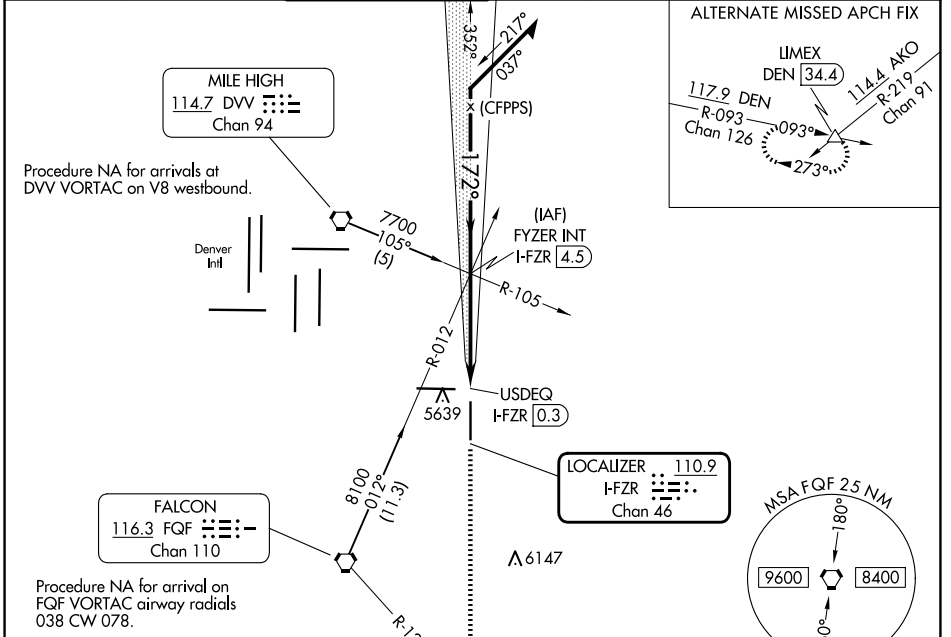 ALTERNATE MISSED APCH FIX
LIMEX
DEN 34.4
117.9 DEN
R-093
Chan 126
093°
273°
114.4 AKO
R-219
Chan 91
352°
217°
037°
(CFPPS)
172°
MILE HIGH
114.7 DVV
Chan 94
Procedure NA for arrivals at
DVV VORTAC on V8 westbound.
Denver
Intl
7700
105°
(5)
(IAF)
FYZER INT
I-FZR 4.5
R-105
R-012
5639
USDEQ
I-FZR 0.3
LOCALIZER 110.9
I-FZR
Chan 46
8100
012°
(11.3)
FALCON
116.3 FQF
Chan 110
Procedure NA for arrival on
FQF VORTAC airway radials
038 CW 078.
6147
MSA FQF 25 NM
180°
9600
8400